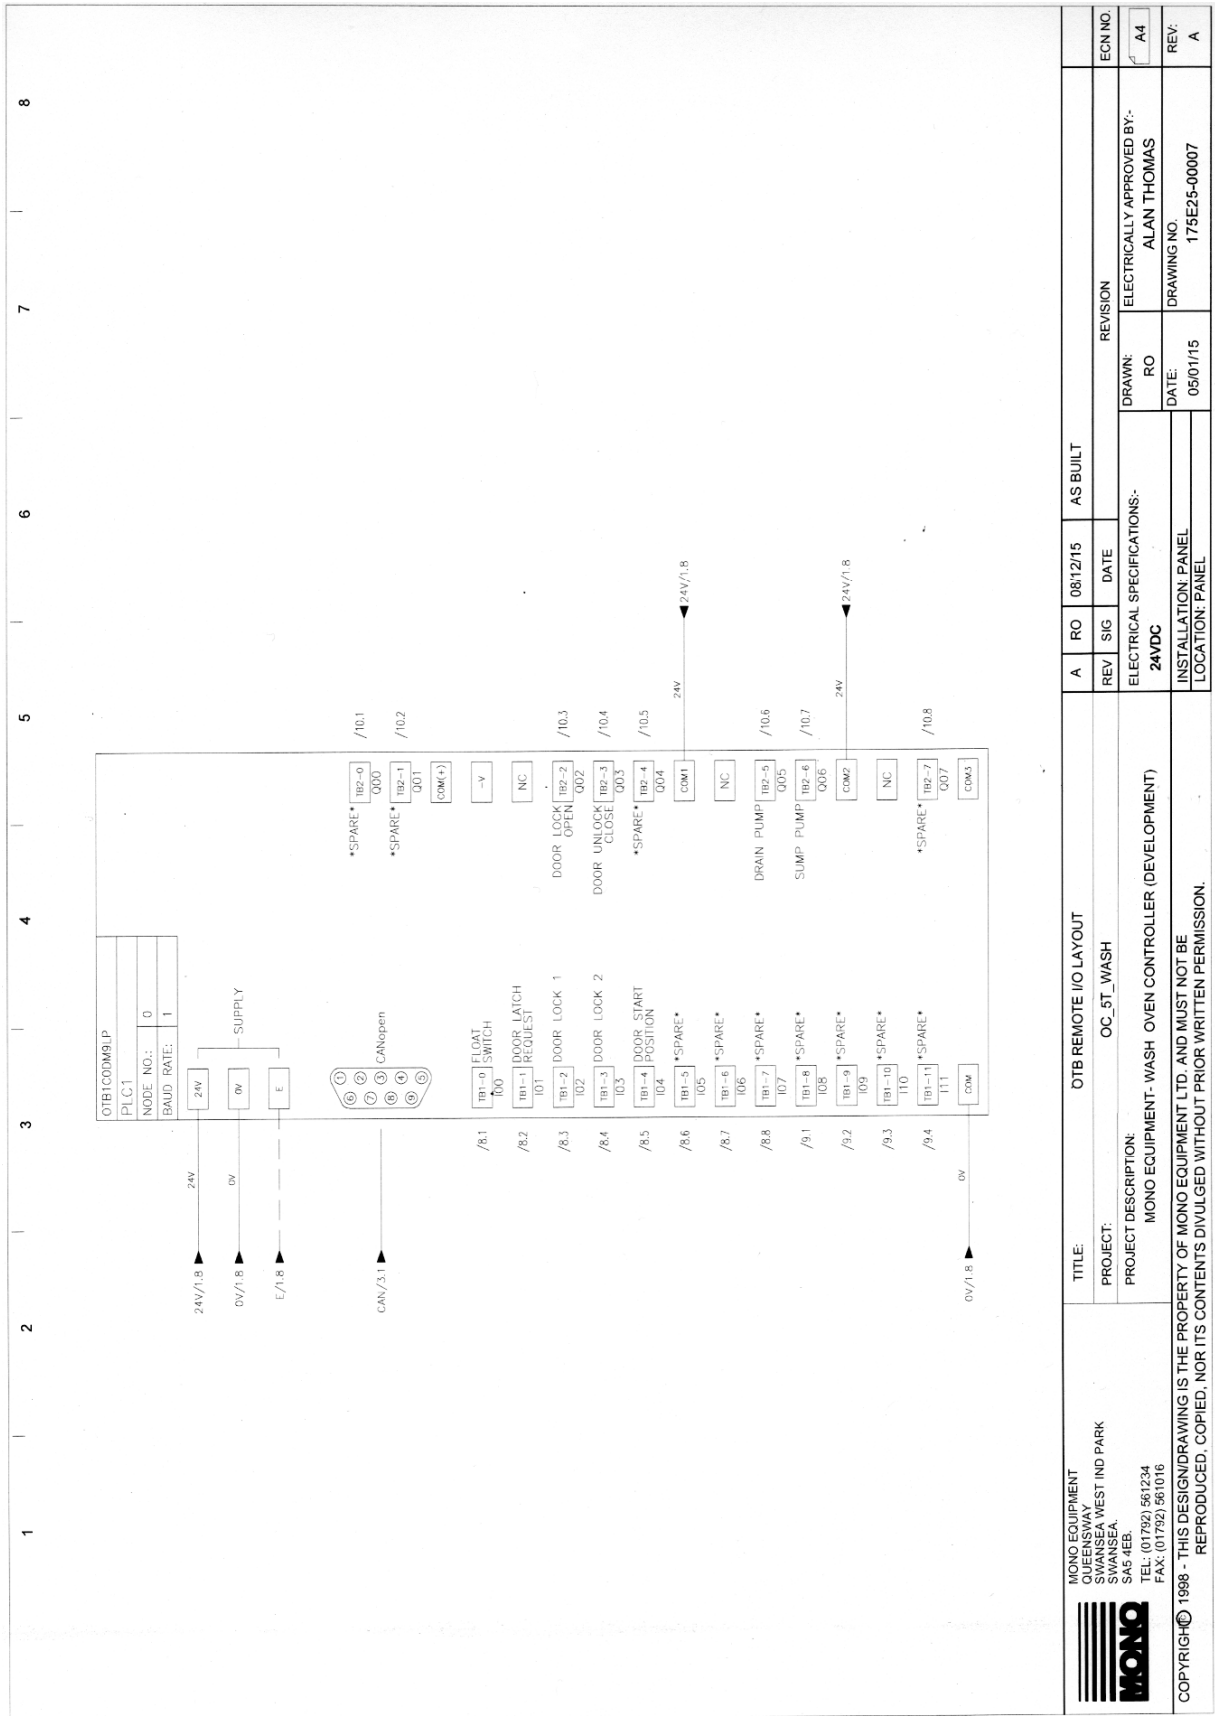 1
2
3
4
5
6
7
8
OTB1C0DM9LP
PLC1
NODE NO.: 0
BAUD RATE: 1
24V/1.8
24V
24V
0V/1.8
0V
0V
E/1.8
E
SUPPLY
CAN/3.1
1
2
3
4
5
6
7
8
9
CANopen
/8.1
TB1-0
I00
FLOAT
SWITCH
/8.2
TB1-1
I01
DOOR LATCH
REQUEST
/8.3
TB1-2
I02
DOOR LOCK 1
/8.4
TB1-3
I03
DOOR LOCK 2
/8.5
TB1-4
I04
DOOR START
POSITION
/8.6
TB1-5
I05
*SPARE*
/8.7
TB1-6
I06
*SPARE*
/8.8
TB1-7
I07
*SPARE*
/9.1
TB1-8
I08
*SPARE*
/9.2
TB1-9
I09
*SPARE*
/9.3
TB1-10
I10
*SPARE*
/9.4
TB1-11
I11
*SPARE*
0V/1.8
0V
COM
*SPARE*
TB2-0
Q00
/10.1
*SPARE*
TB2-1
Q01
/10.2
COM(+)
-V
NC
DOOR LOCK
OPEN
TB2-2
Q02
/10.3
DOOR UNLOCK
CLOSE
TB2-3
Q03
/10.4
*SPARE*
TB2-4
Q04
/10.5
COM1
24V
24V/1.8
NC
DRAIN PUMP
TB2-5
Q05
/10.6
SUMP PUMP
TB2-6
Q06
/10.7
COM2
24V
24V/1.8
NC
*SPARE*
TB2-7
Q07
/10.8
COM3
MONO
MONO EQUIPMENT
QUEENSWAY
SWANSEA WEST IND PARK
SWANSEA.
SA5 4EB.
TEL: (01792) 561234
FAX: (01792) 561016
TITLE: OTB REMOTE I/O LAYOUT
PROJECT: OC_5T_WASH
PROJECT DESCRIPTION:
MONO EQUIPMENT- WASH OVEN CONTROLLER (DEVELOPMENT)
A RO 08/12/15 AS BUILT
REV SIG DATE REVISION ECN NO.
ELECTRICAL SPECIFICATIONS:-
24VDC
DRAWN:
RO
ELECTRICALLY APPROVED BY:-
ALAN THOMAS
A4
INSTALLATION: PANEL
LOCATION: PANEL
DATE:
05/01/15
DRAWING NO.
175E25-00007
REV:
A
COPYRIGHT© 1998 - THIS DESIGN/DRAWING IS THE PROPERTY OF MONO EQUIPMENT LTD. AND MUST NOT BE
REPRODUCED, COPIED, NOR ITS CONTENTS DIVULGED WITHOUT PRIOR WRITTEN PERMISSION.